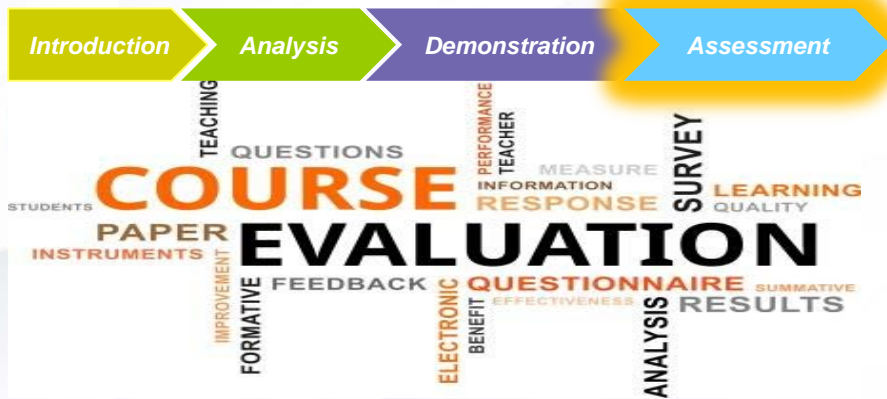 Introduction
Analysis
Demonstration
Assessment
TEACHING
QUESTIONS
PERFORMANCE
TEACHER
MEASURE
SURVEY
STUDENTS
COURSE
INFORMATION
RESPONSE
LEARNING
QUALITY
PAPER
EVALUATION
INSTRUMENTS
IMPROVEMENT
FORMATIVE
FEEDBACK
ELECTRONIC
BENEFIT
QUESTIONNAIRE
EFFECTIVENESS
SUMMATIVE
ANALYSIS
RESULTS